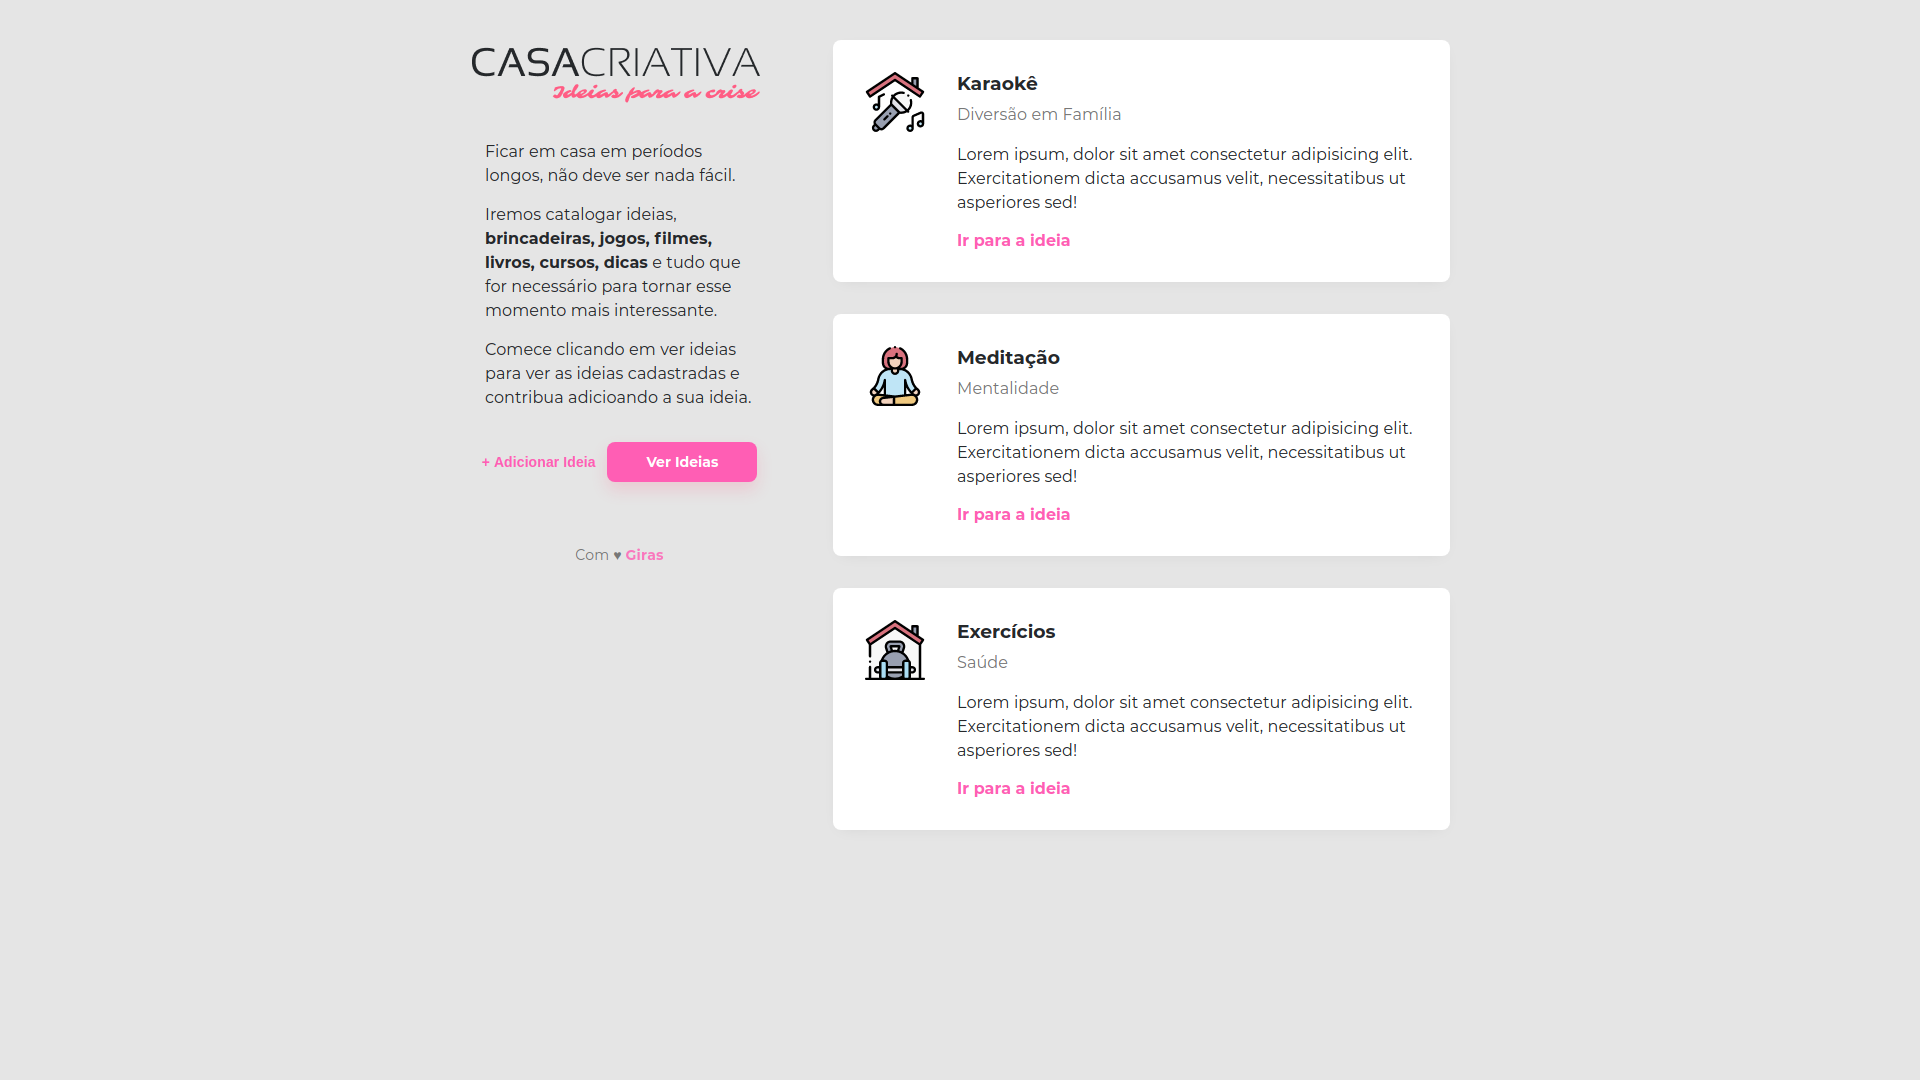 CASACRIATIVA
Ideias para a crise
Ficar em casa em períodos
longos, não deve ser nada fácil.
Iremos catalogar ideias,
brincadeiras, jogos, filmes,
livros, cursos, dicas e tudo que
for necessário para tornar esse
momento mais interessante.
Comece clicando em ver ideias
para ver as ideias cadastradas e
contribua adicioando a sua ideia.
+ Adicionar Ideia
Ver Ideias
Com ♥ Giras
Karaokê
Diversão em Família
Lorem ipsum, dolor sit amet consectetur adipisicing elit.
Exercitationem dicta accusamus velit, necessitatibus ut
asperiores sed!
Ir para a ideia
Meditação
Mentalidade
Lorem ipsum, dolor sit amet consectetur adipisicing elit.
Exercitationem dicta accusamus velit, necessitatibus ut
asperiores sed!
Ir para a ideia
Exercícios
Saúde
Lorem ipsum, dolor sit amet consectetur adipisicing elit.
Exercitationem dicta accusamus velit, necessitatibus ut
asperiores sed!
Ir para a ideia